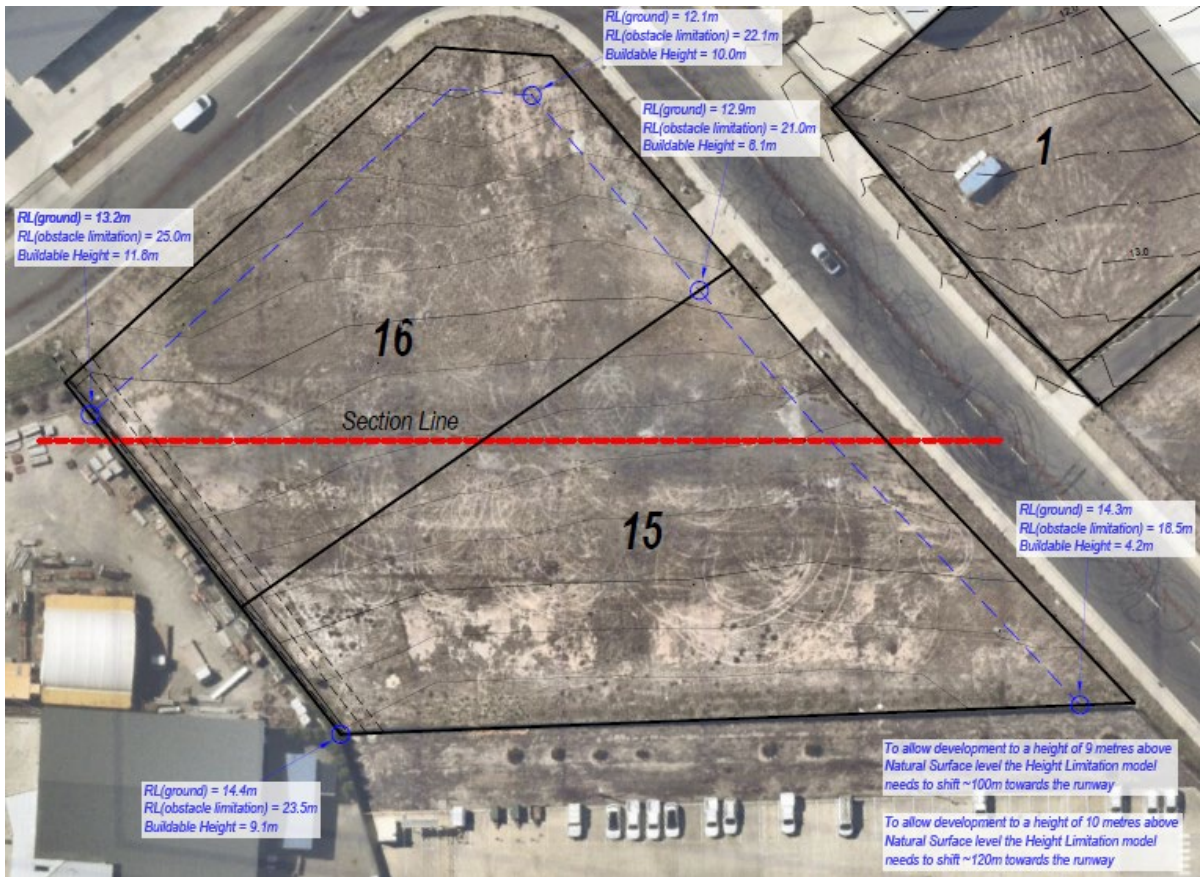 RL(ground) = 12.1m
RL(obstacle limitation) = 22.1m
Buildable Height = 10.0m
12.0
RL(ground) = 12.9m
RL(obstacle limitation) = 21.0m
Buildable Height = 8.1m
1
RL(ground) = 13.2m
RL(obstacle limitation) = 25.0m
Buildable Height = 11.8m
13.0
16
Section Line
15
RL(ground) = 14.3m
RL(obstacle limitation) = 18.5m
Buildable Height = 4.2m
RL(ground) = 14.4m
RL(obstacle limitation) = 23.5m
Buildable Height = 9.1m
To allow development to a height of 9 metres above
Natural Surface level the Height Limitation model
needs to shift ~100m towards the runway
To allow development to a height of 10 metres above
Natural Surface level the Height Limitation model
needs to shift ~120m towards the runway